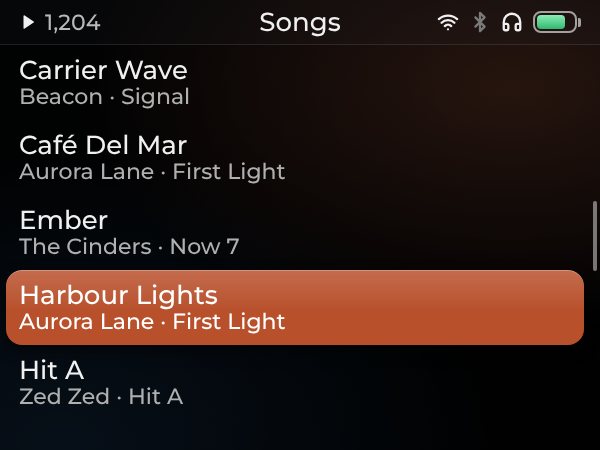 1,204
Songs
Carrier Wave
Beacon · Signal
Café Del Mar
Aurora Lane · First Light
Ember
The Cinders · Now 7
Harbour Lights
Aurora Lane · First Light
Hit A
Zed Zed · Hit A